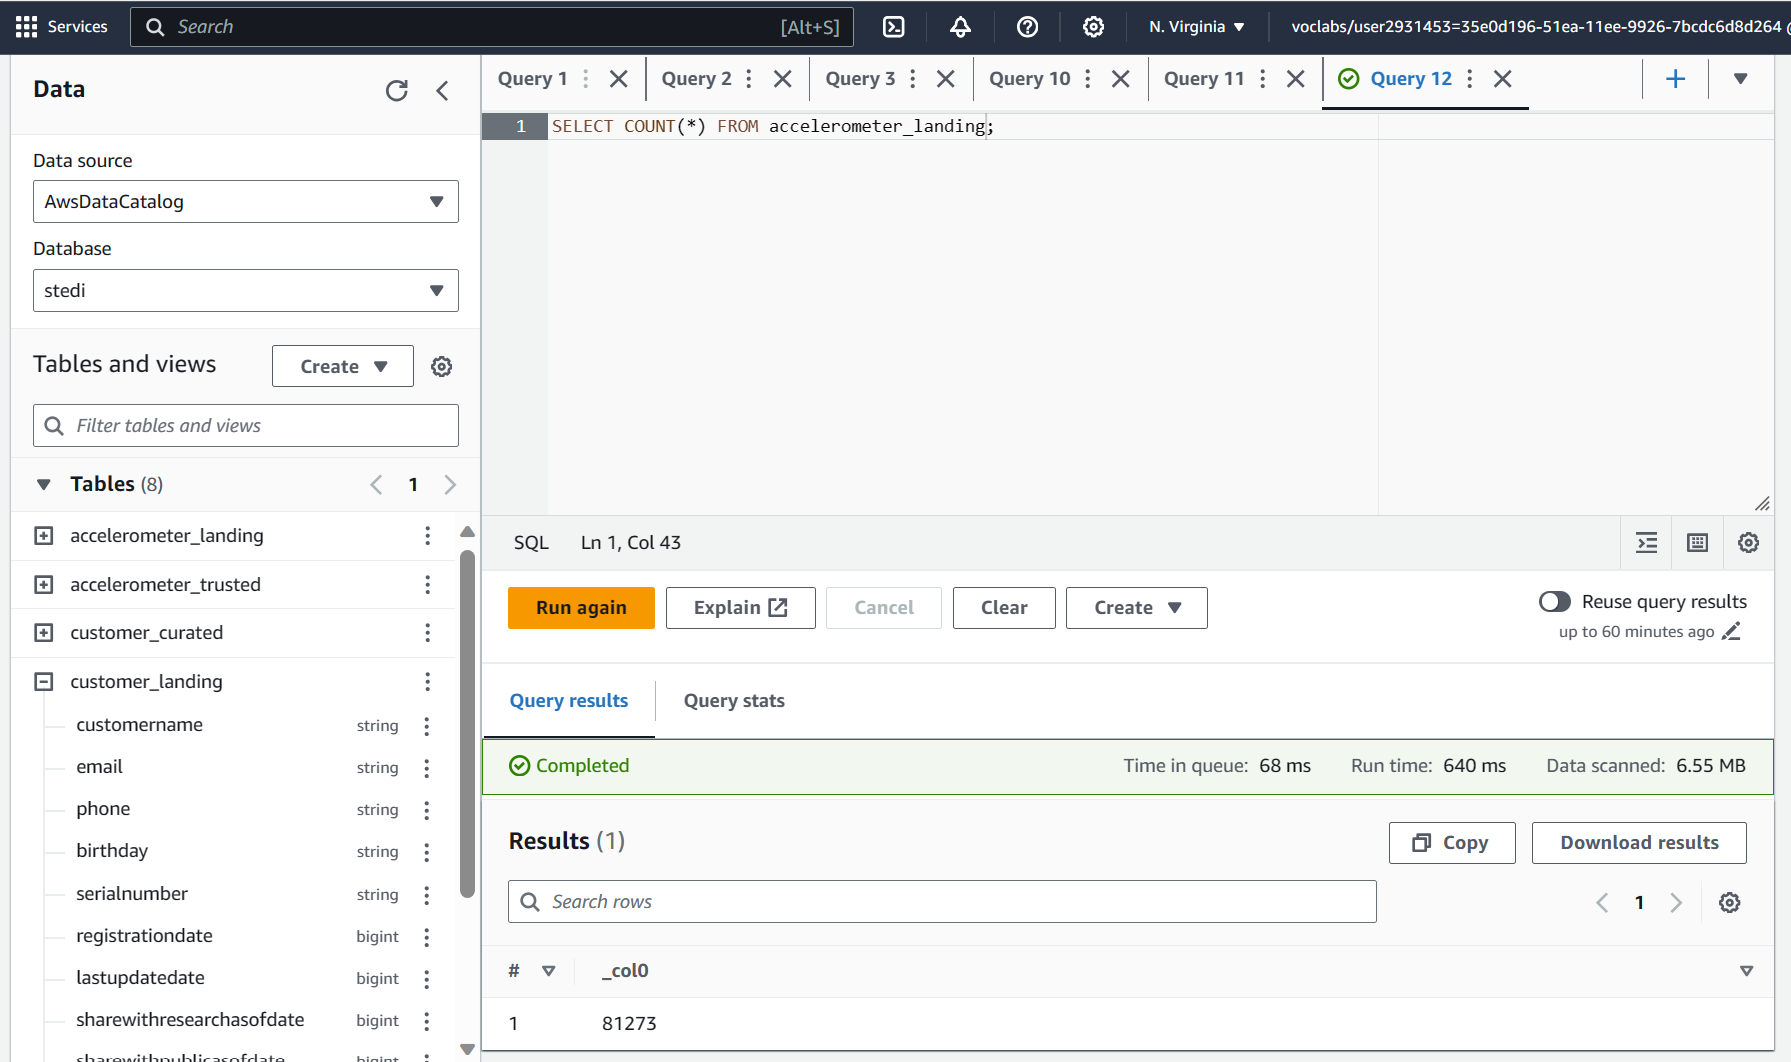 Services
Search [Alt+S]
N. Virginia
voclabs/user2931453=35e0d196-51ea-11ee-9926-7bcdc6d8d264 @
Data
Data source
AwsDataCatalog
Database
stedi
Tables and views
Create
Filter tables and views
Tables (8)
1
accelerometer_landing
accelerometer_trusted
customer_curated
customer_landing
customername string
email string
phone string
birthday string
serialnumber string
registrationdate bigint
lastupdatedate bigint
sharewithresearchasofdate bigint
sharewithpublicasofdate bigint
Query 1
Query 2
Query 3
Query 10
Query 11
Query 12
1 SELECT COUNT(*) FROM accelerometer_landing;
SQL Ln 1, Col 43
Run again
Explain
Cancel
Clear
Create
Reuse query results
up to 60 minutes ago
Query results
Query stats
Completed
Time in queue: 68 ms
Run time: 640 ms
Data scanned: 6.55 MB
Results (1)
Copy
Download results
Search rows
1
# _col0
1 81273